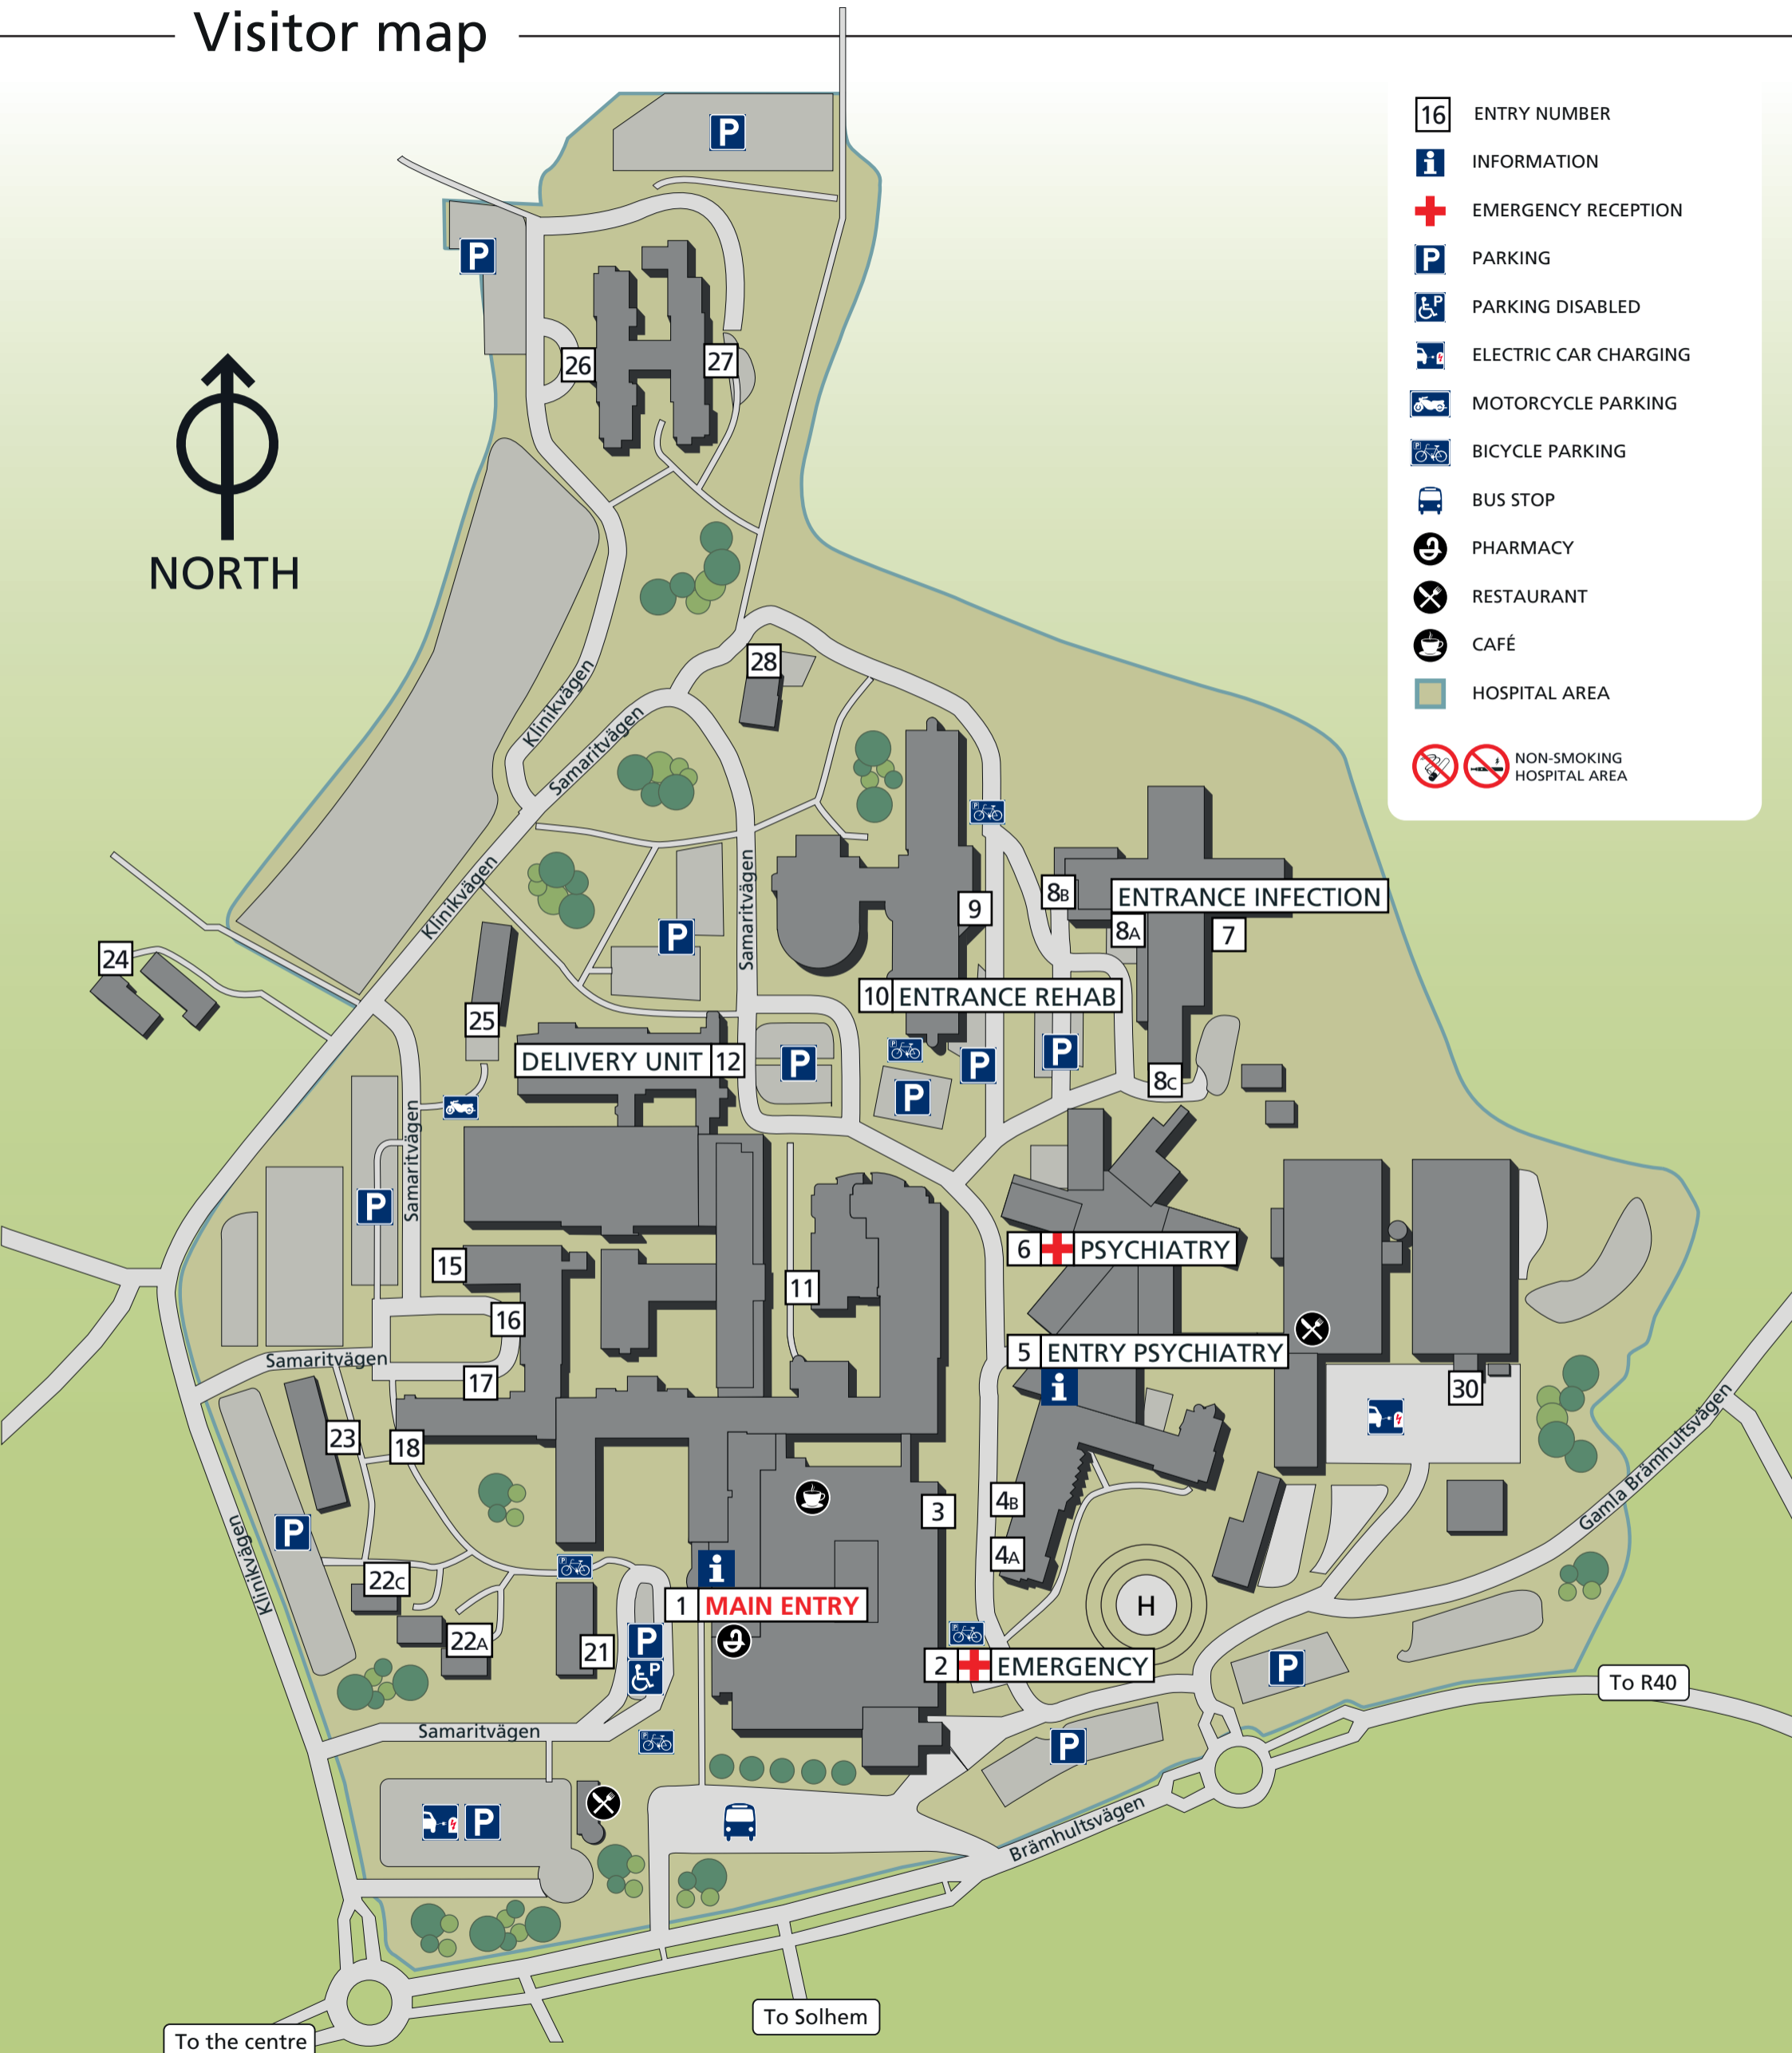 Visitor map
16 ENTRY NUMBER
i INFORMATION
EMERGENCY RECEPTION
P PARKING
P PARKING DISABLED
ELECTRIC CAR CHARGING
MOTORCYCLE PARKING
P BICYCLE PARKING
BUS STOP
PHARMACY
RESTAURANT
CAFÉ
HOSPITAL AREA
NON-SMOKING
HOSPITAL AREA
NORTH
P
P
26
27
28
Klinikvägen
Samaritvägen
P
Klinikvägen
Samaritvägen
9
8B
ENTRANCE INFECTION
8A
7
P
24
10 ENTRANCE REHAB
25
DELIVERY UNIT 12
P
P
P
P
P
8C
P
Samaritvägen
P
15
11
6 PSYCHIATRY
16
5 ENTRY PSYCHIATRY
Samaritvägen
17
i
30
23
18
4B
3
4A
Gamla Brämhultsvägen
P
Klinikvägen
P
i
22C
1 MAIN ENTRY
H
P
22A
21
P
P
2 EMERGENCY
P
To R40
Samaritvägen
P
P
P
Brämhultsvägen
To Solhem
To the centre